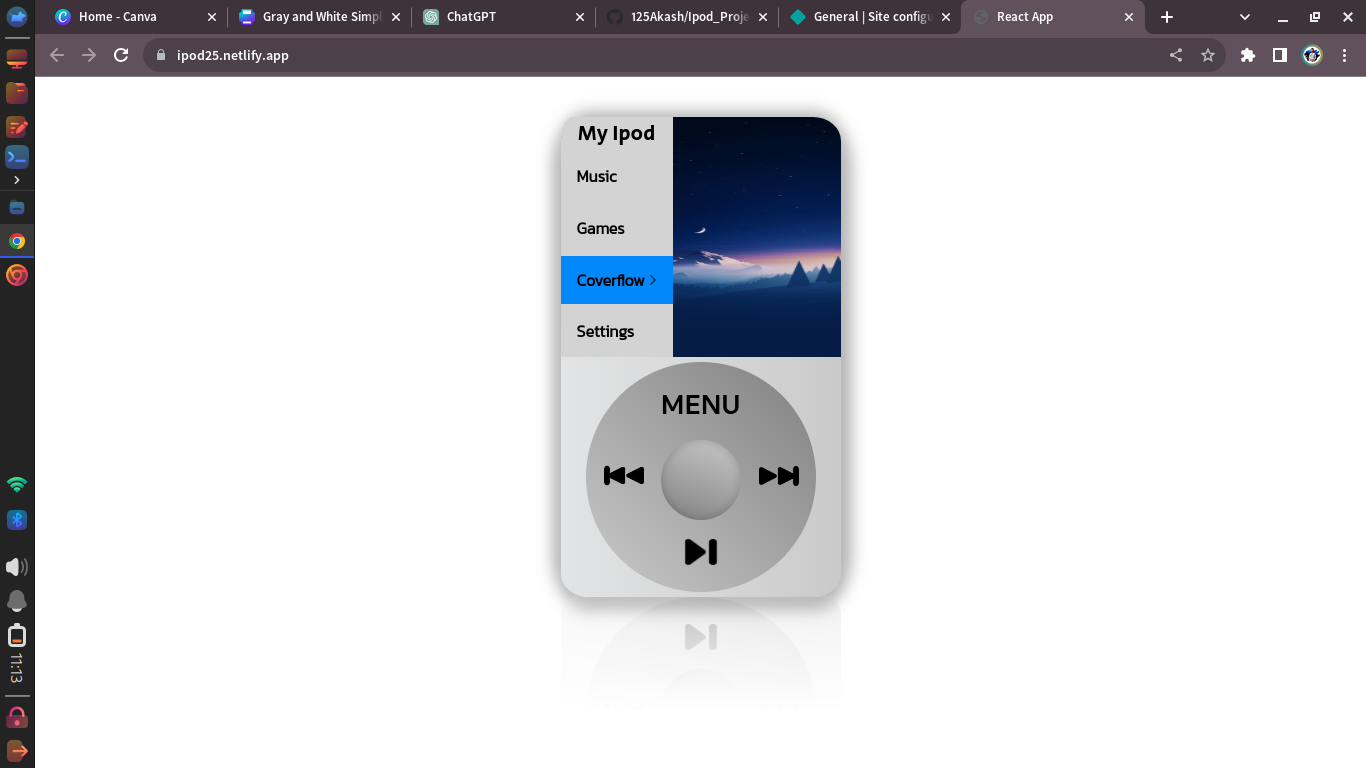 Home - Canva
Gray and White Simpl
ChatGPT
125Akash/Ipod_Proje
General | Site configu
React App
ipod25.netlify.app
My Ipod
Music
Games
Coverflow
Settings
MENU
11:13